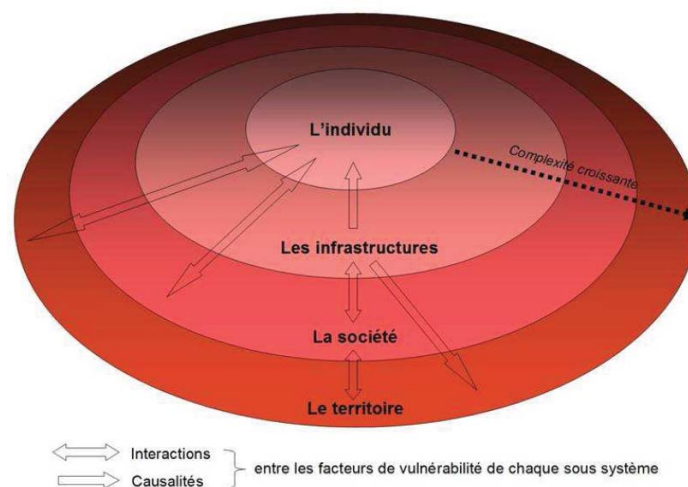 L'individu
Complexité croissante
Les infrastructures
La société
Le territoire
Interactions
Causalités
entre les facteurs de vulnérabilité de chaque sous système